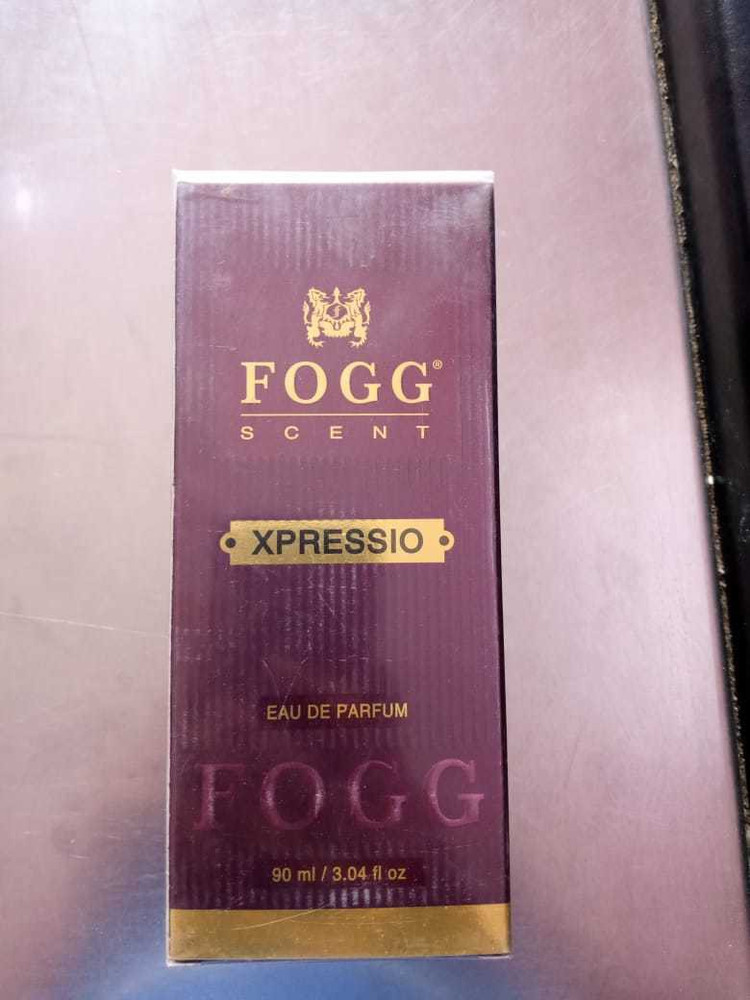 FOGG®
SCENT
XPRESSIO
EAU DE PARFUM
FOGG
90 ml / 3.04 fl oz